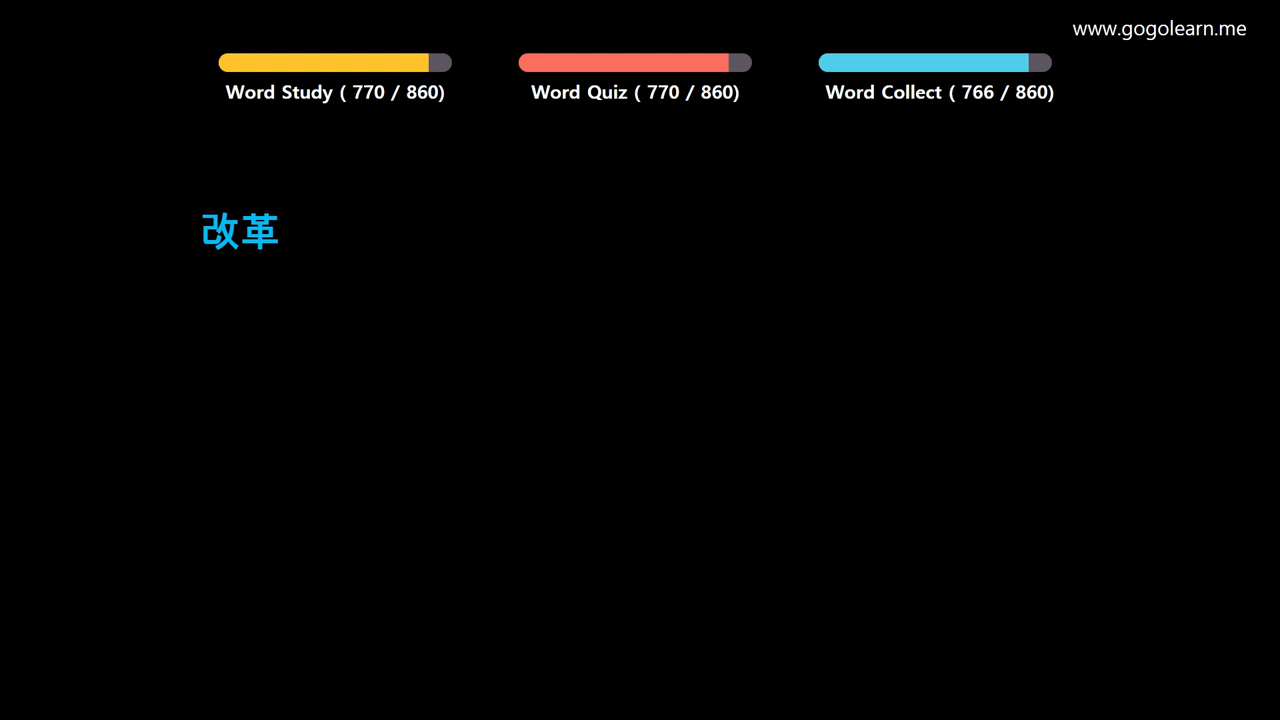 www.gogolearn.me
Word Study ( 770 / 860)
Word Quiz ( 770 / 860)
Word Collect ( 766 / 860)
改革